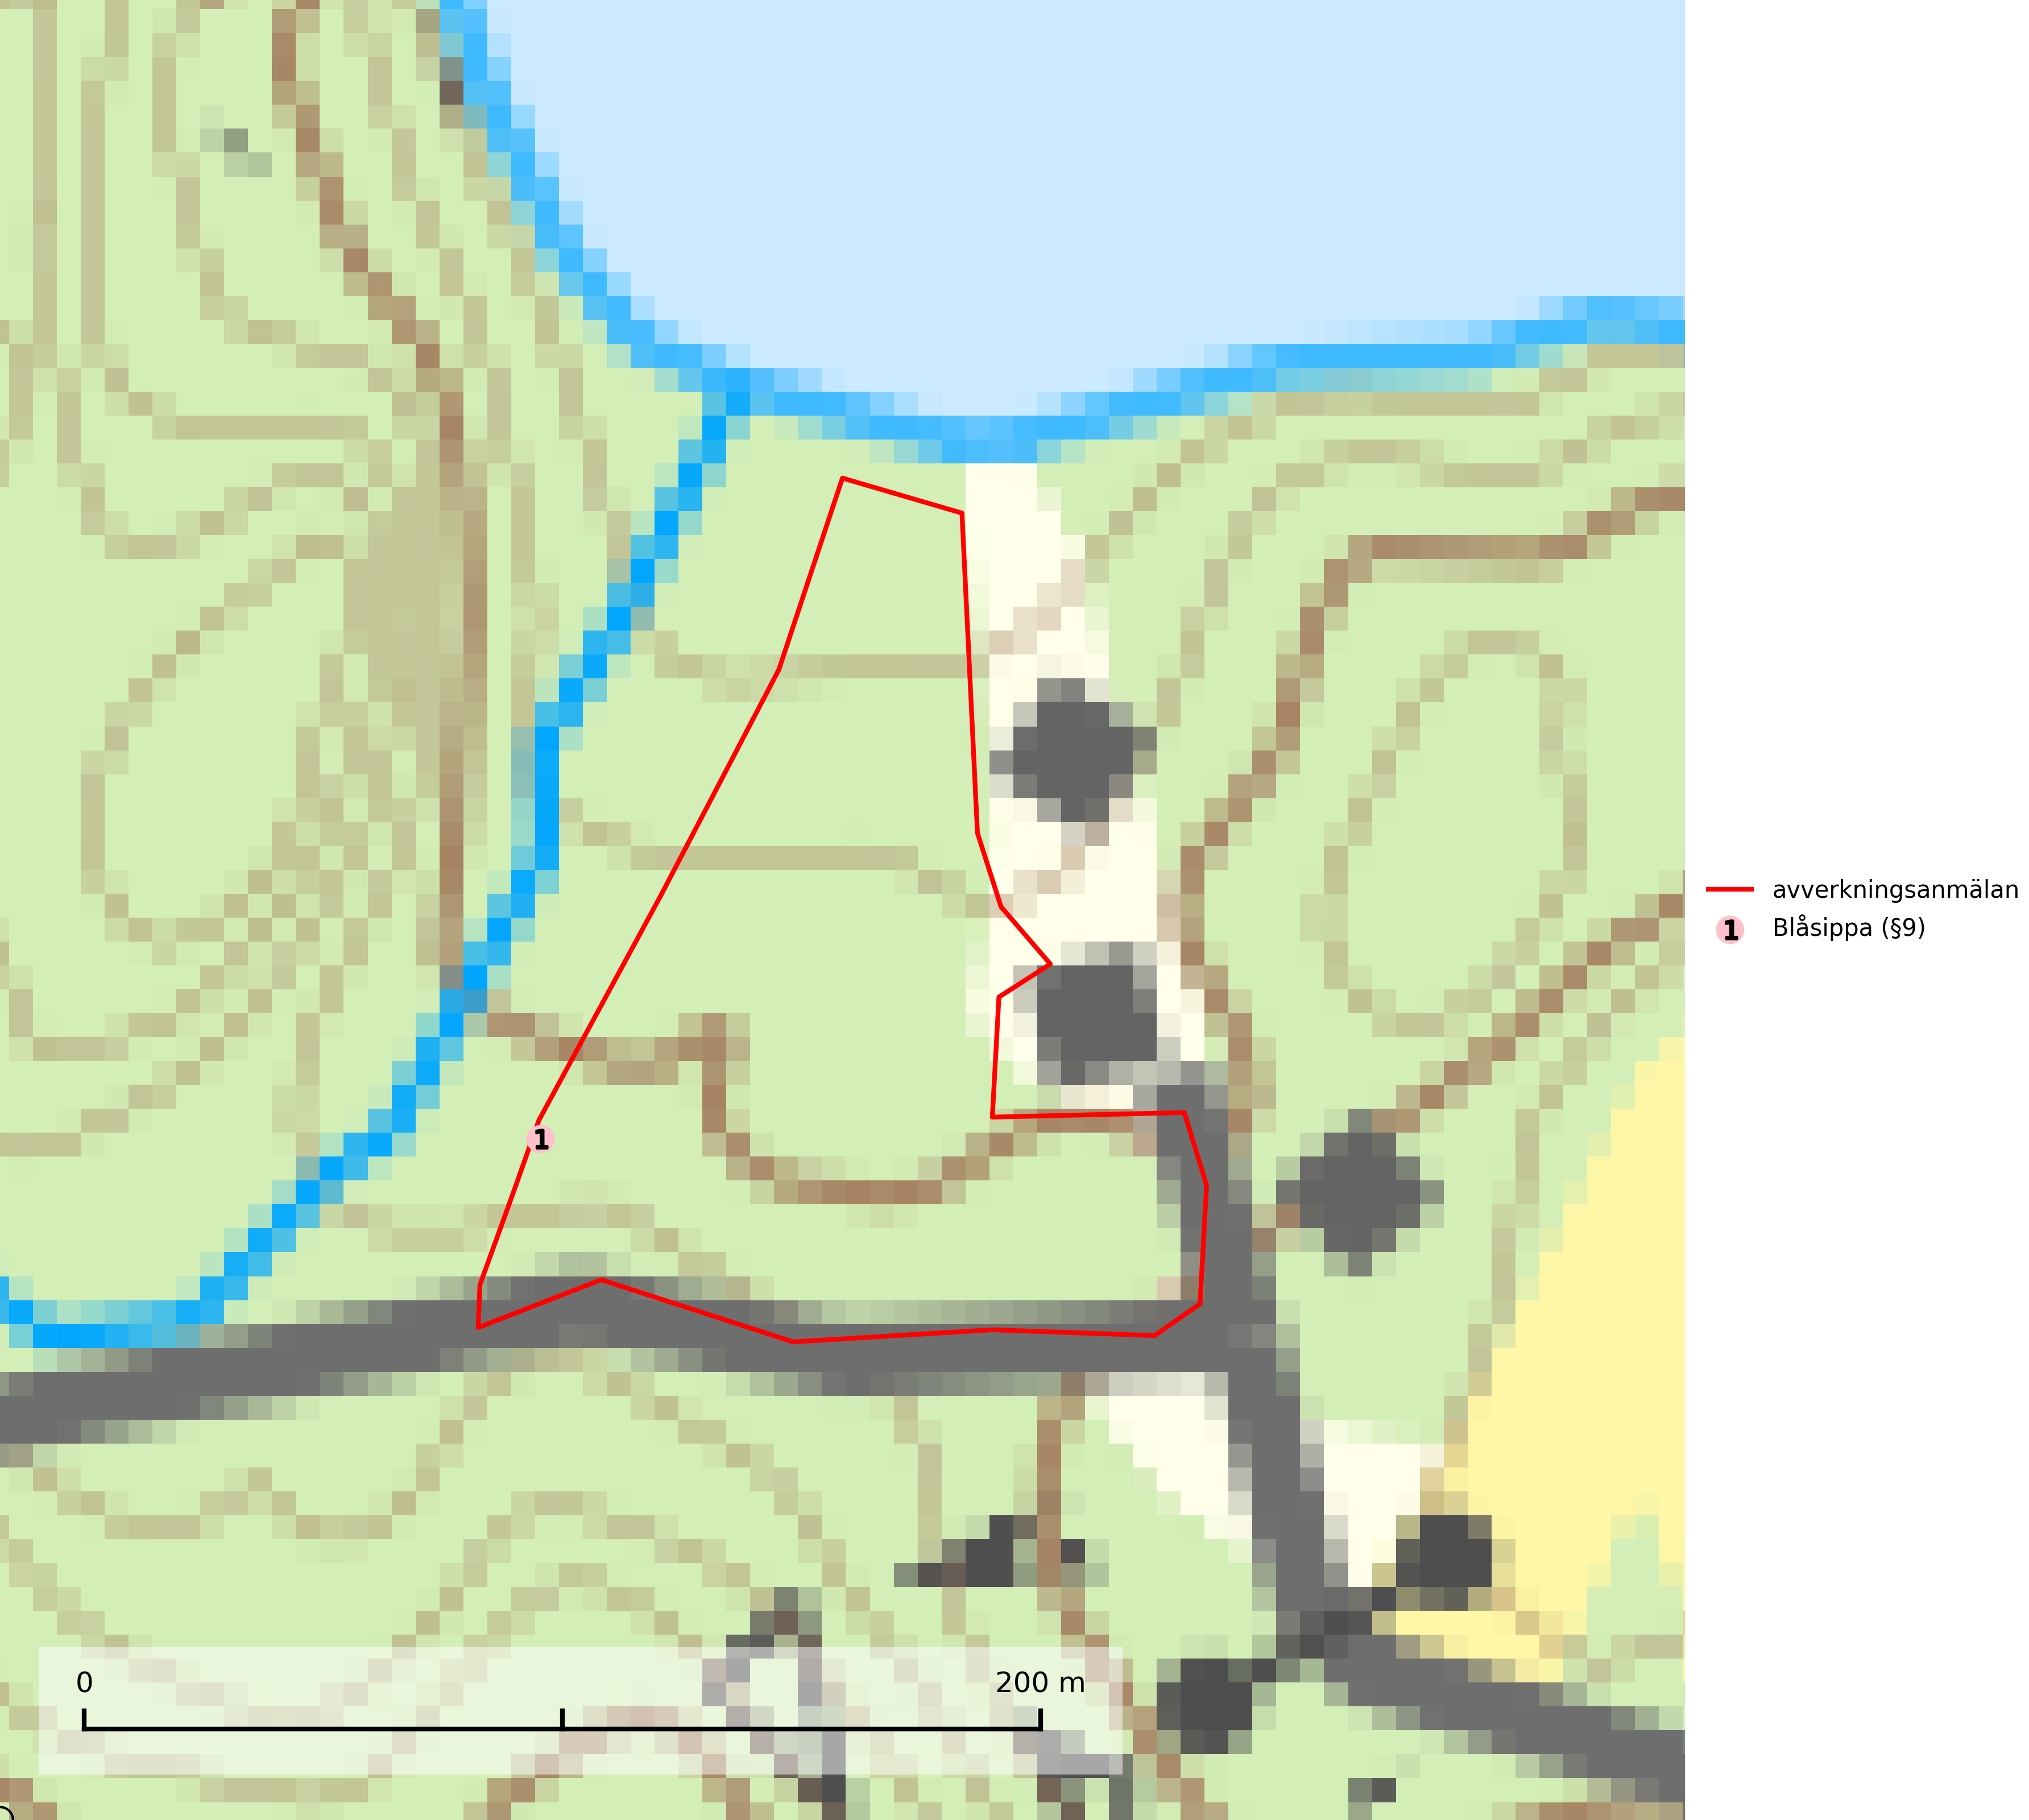 avverkningsanmälan
1 Blåsippa (§9)
1
0 200 m